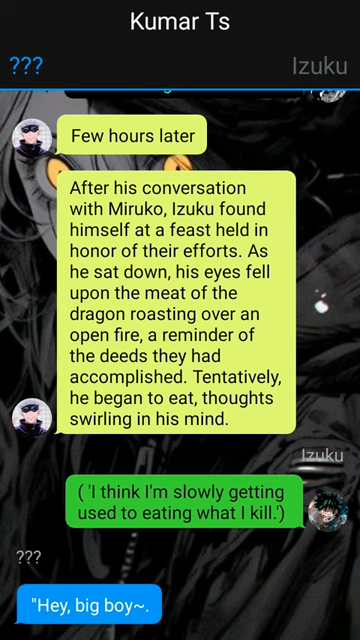 Kumar Ts
???
Izuku
Few hours later
After his conversation
with Miruko, Izuku found
himself at a feast held in
honor of their efforts. As
he sat down, his eyes fell
upon the meat of the
dragon roasting over an
open fire, a reminder of
the deeds they had
accomplished. Tentatively,
he began to eat, thoughts
swirling in his mind.
Izuku
( 'I think I'm slowly getting
used to eating what I kill.')
???
"Hey, big boy~.